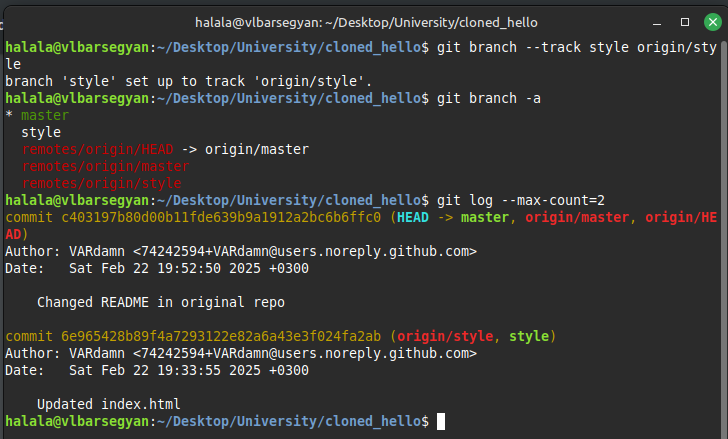 halala@vlbarsegyan: ~/Desktop/University/cloned_hello
halala@vlbarsegyan:~/Desktop/University/cloned_hello$ git branch --track style origin/sty
le
branch 'style' set up to track 'origin/style'.
halala@vlbarsegyan:~/Desktop/University/cloned_hello$ git branch -a
* master
  style
  remotes/origin/HEAD -> origin/master
  remotes/origin/master
  remotes/origin/style
halala@vlbarsegyan:~/Desktop/University/cloned_hello$ git log --max-count=2
commit c403197b80d00b11fde639b9a1912a2bc6b6ffc0 (HEAD -> master, origin/master, origin/HE
AD)
Author: VARdamn <74242594+VARdamn@users.noreply.github.com>
Date:   Sat Feb 22 19:52:50 2025 +0300

    Changed README in original repo

commit 6e965428b89f4a7293122e82a6a43e3f024fa2ab (origin/style, style)
Author: VARdamn <74242594+VARdamn@users.noreply.github.com>
Date:   Sat Feb 22 19:33:55 2025 +0300

    Updated index.html
halala@vlbarsegyan:~/Desktop/University/cloned_hello$